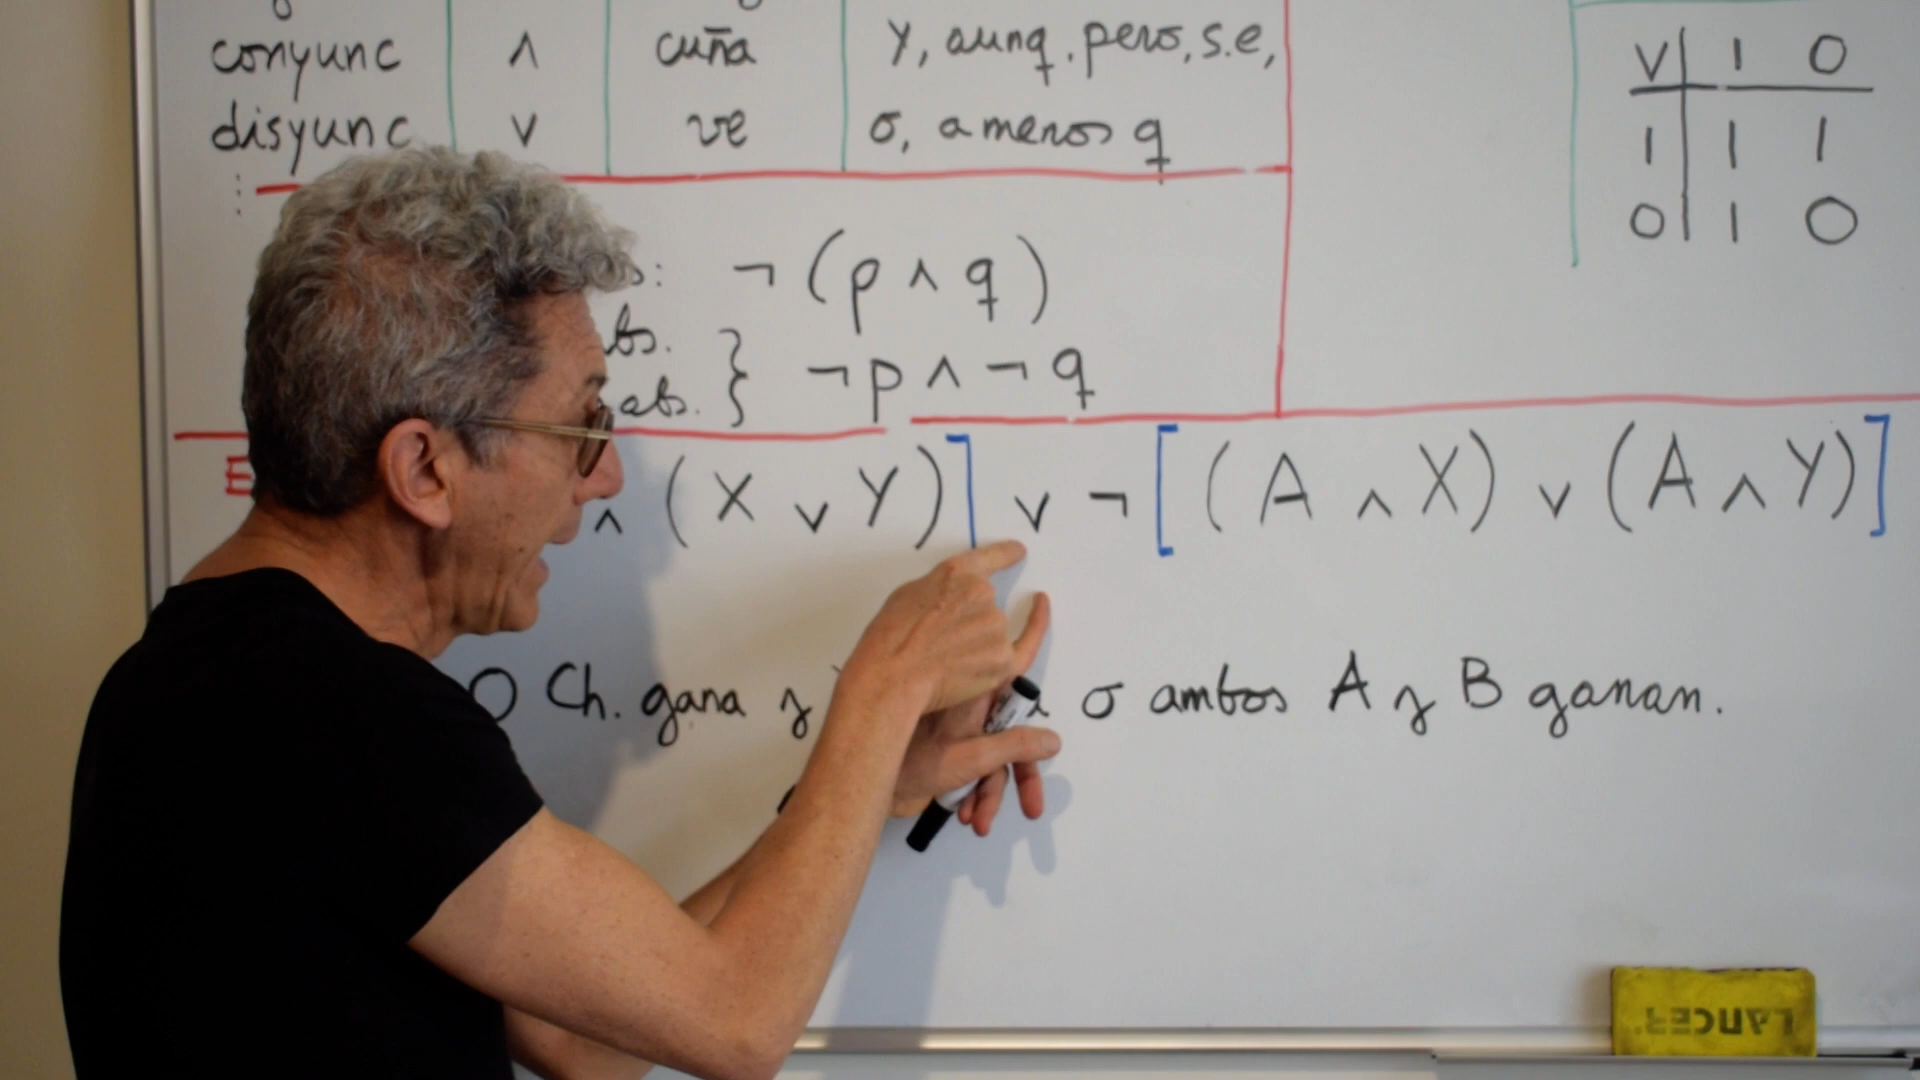 conyunc ∧ cuña y, aunq. pero, s.e,
disyunc ∨ ve o, a menos q
∨ 1 0
1 1 1
0 1 0
: ¬ (p ∧ q)
abs. } ¬p ∧ ¬q
∧ (X ∨ Y)] ∨ ¬ [(A ∧ X) ∨ (A ∧ Y)]
O Ch. gana y o ambos A y B ganan.
LANCER